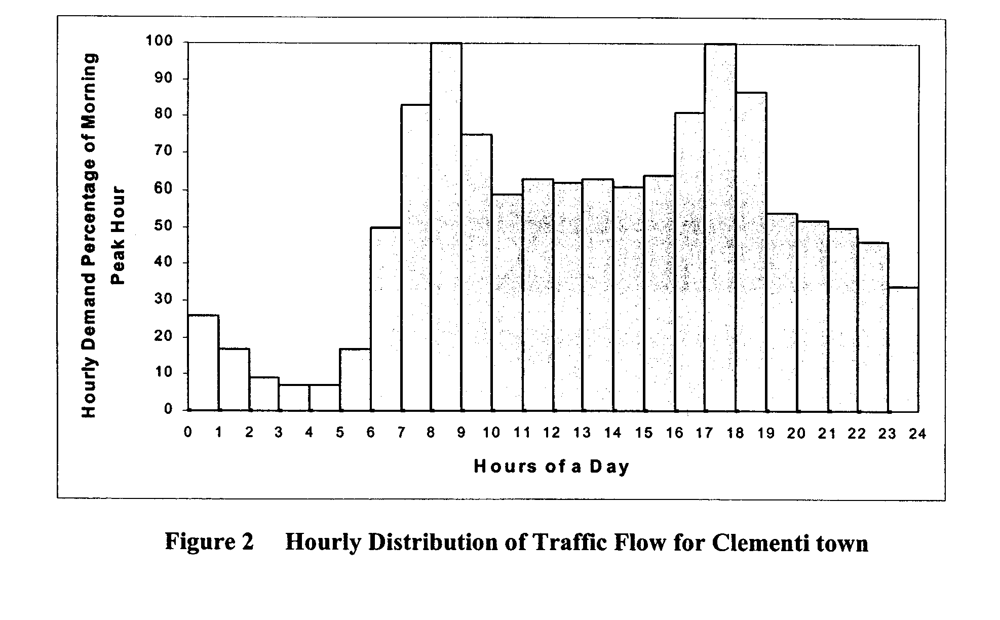 Hourly Demand Percentage of Morning
Peak Hour
100
90
80
70
60
50
40
30
20
10
0
0 1 2 3 4 5 6 7 8 9 10 11 12 13 14 15 16 17 18 19 20 21 22 23 24
Hours of a Day
Figure 2 Hourly Distribution of Traffic Flow for Clementi town